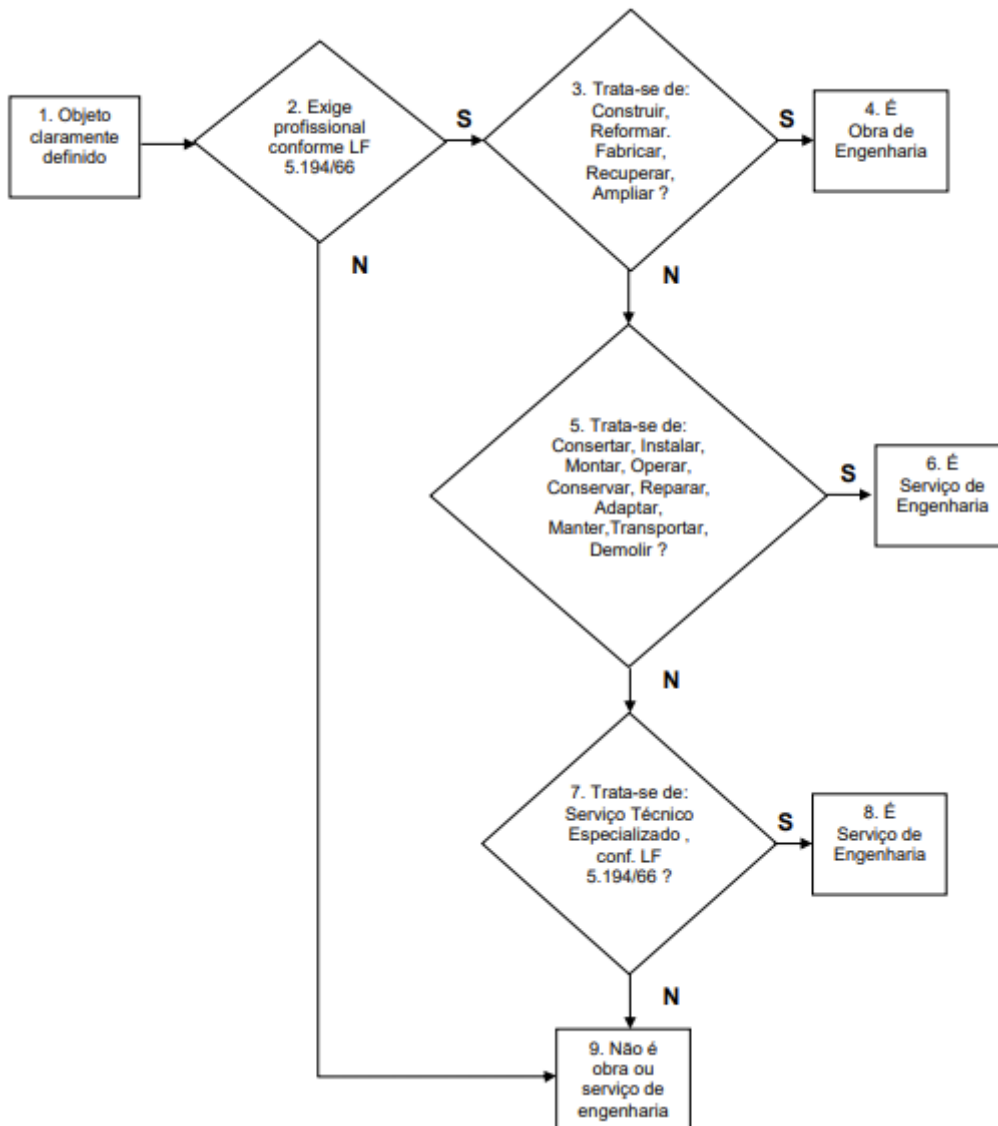 1. Objeto
claramente
definido
2. Exige
profissional
conforme LF
5.194/66
S
3. Trata-se de:
Construir,
Reformar.
Fabricar,
Recuperar,
Ampliar ?
S
4. É
Obra de
Engenharia
N
N
5. Trata-se de:
Consertar, Instalar,
Montar, Operar,
Conservar, Reparar,
Adaptar,
Manter,Transportar,
Demolir ?
S
6. É
Serviço de
Engenharia
N
7. Trata-se de:
Serviço Técnico
Especializado ,
conf. LF
5.194/66 ?
S
8. É
Serviço de
Engenharia
N
9. Não é
obra ou
serviço de
engenharia